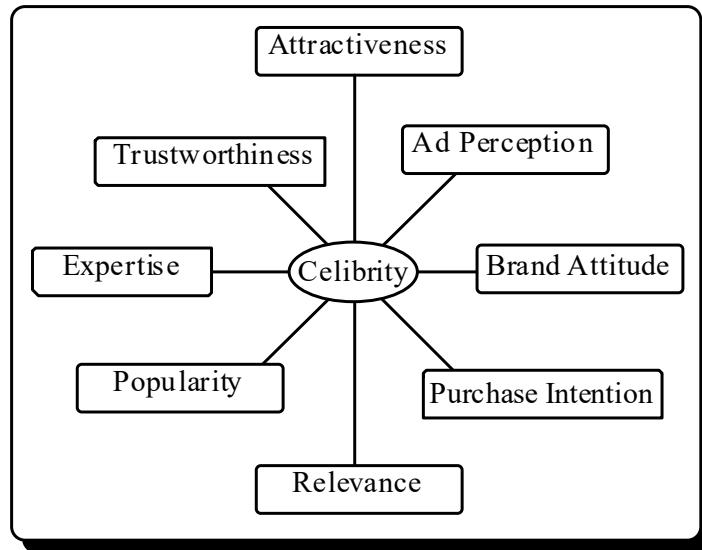 Attractiveness
Trustworthiness
Ad Perception
Expertise
Celibrity
Brand Attitude
Popularity
Purchase Intention
Relevance